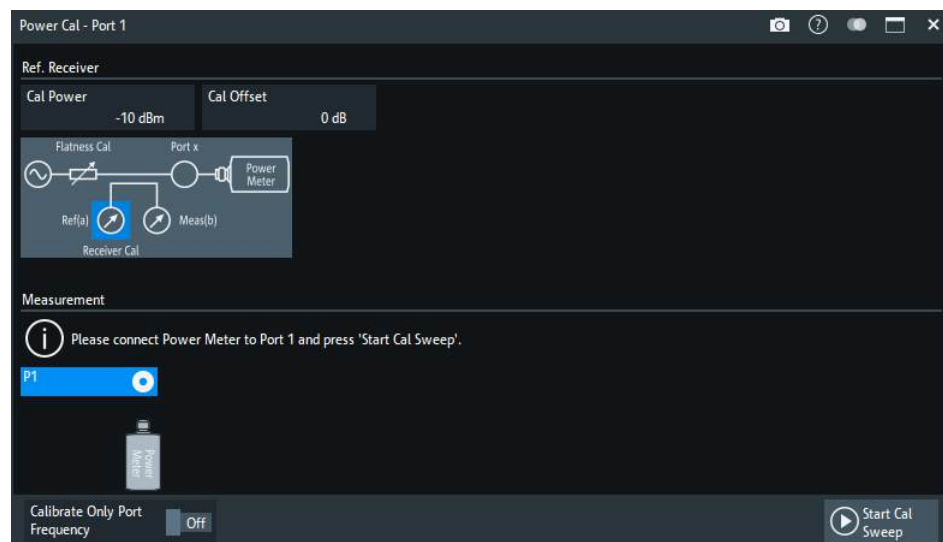 Power Cal - Port 1
Ref. Receiver
Cal Power
-10 dBm
Cal Offset
0 dB
Flatness Cal
Port x
Power
Meter
Ref(a)
Meas(b)
Receiver Cal
Measurement
Please connect Power Meter to Port 1 and press 'Start Cal Sweep'.
P1
Power
Meter
Calibrate Only Port
Frequency
Off
Start Cal
Sweep